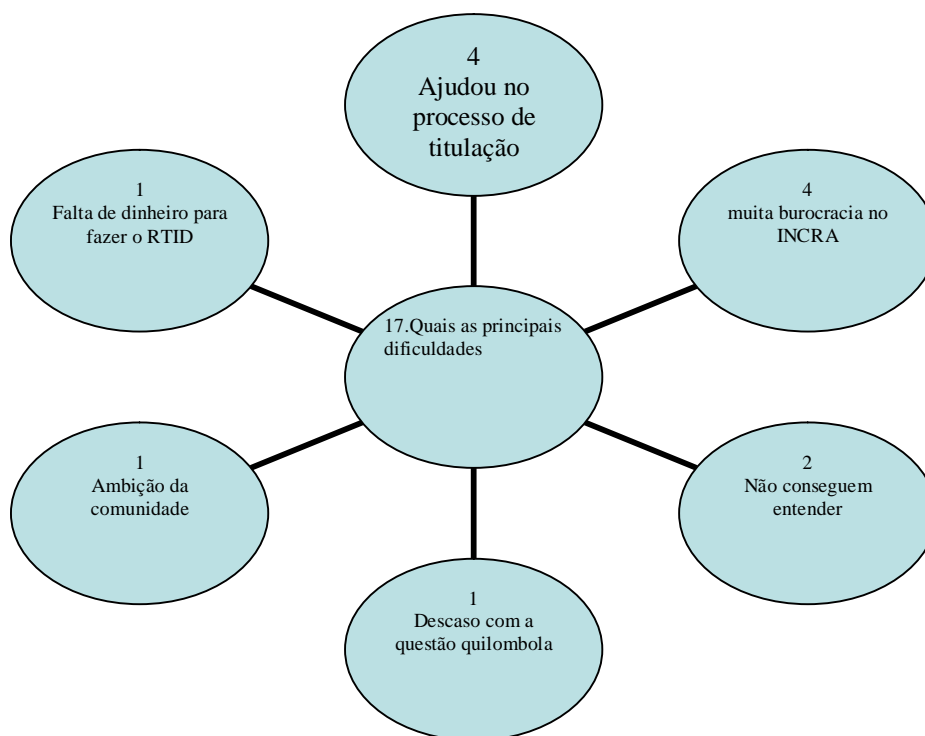 4
Ajudou no
processo de
titulação
1
Falta de dinheiro para
fazer o RTID
4
muita burocracia no
INCRA
17.Quais as principais
dificuldades
1
Ambição da
comunidade
2
Não conseguem
entender
1
Descaso com a
questão quilombola